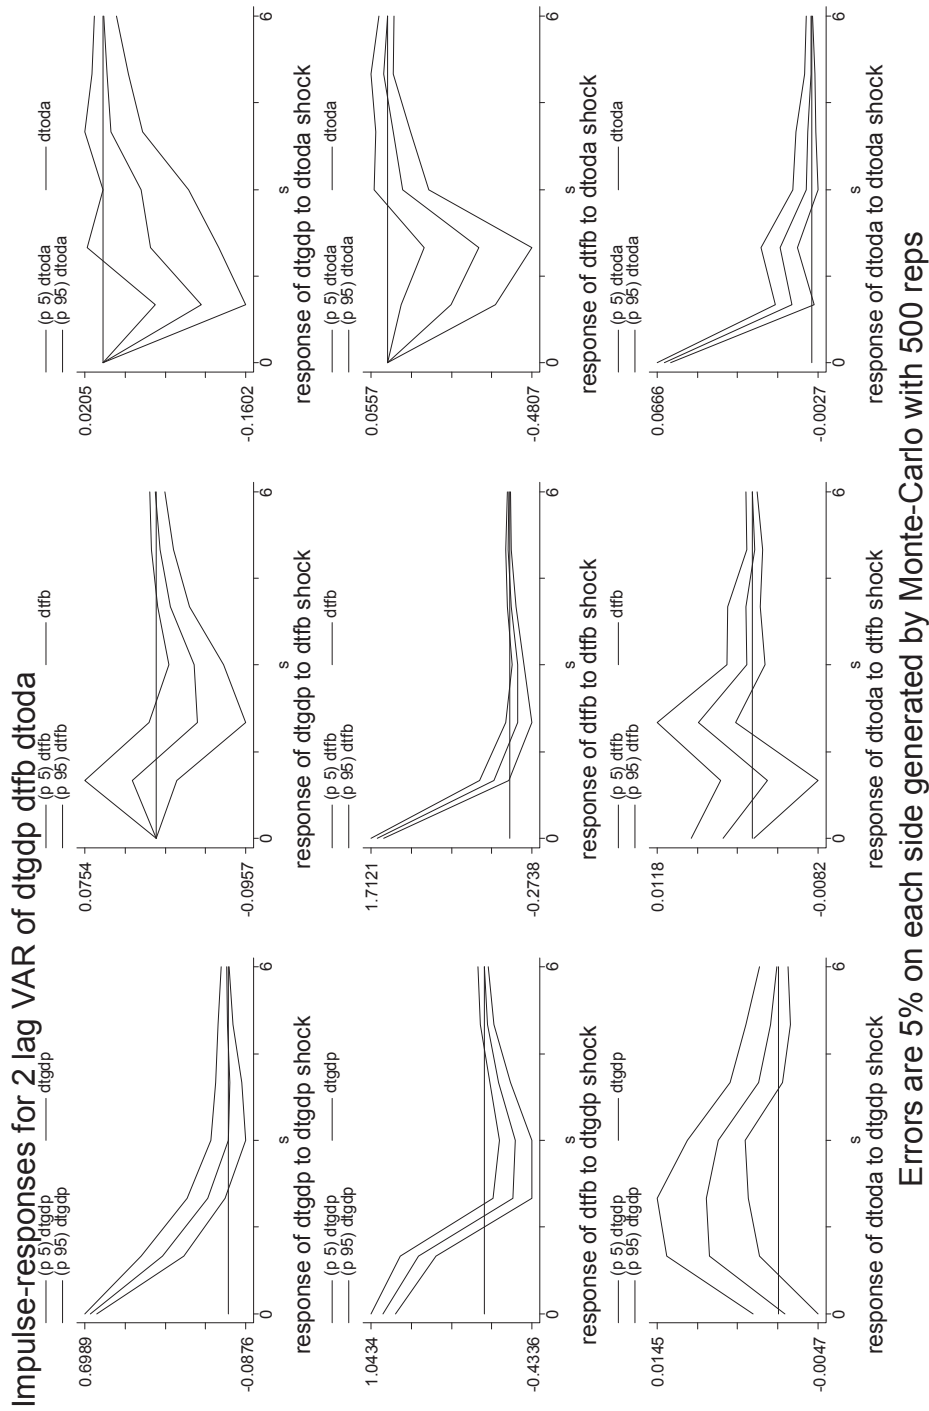 Impulse-responses for 2 lag VAR of dtgdp dtfb dtoda
(p 5) dtgdp
dtgdp
(p 95) dtgdp
0.6989
-0.0876
0
6
s
response of dtgdp to dtgdp shock
(p 5) dtfb
dtfb
(p 95) dtfb
0.0754
-0.0957
0
6
s
response of dtgdp to dtfb shock
(p 5) dtoda
dtoda
(p 95) dtoda
0.0205
-0.1602
0
6
s
response of dtgdp to dtoda shock
(p 5) dtgdp
dtgdp
(p 95) dtgdp
1.0434
-0.4336
0
6
s
response of dtfb to dtgdp shock
(p 5) dtfb
dtfb
(p 95) dtfb
1.7121
-0.2738
0
6
s
response of dtfb to dtfb shock
(p 5) dtoda
dtoda
(p 95) dtoda
0.0557
-0.4807
0
6
s
response of dtfb to dtoda shock
(p 5) dtgdp
dtgdp
(p 95) dtgdp
0.0145
-0.0047
0
6
s
response of dtoda to dtgdp shock
(p 5) dtfb
dtfb
(p 95) dtfb
0.0118
-0.0082
0
6
s
response of dtoda to dtfb shock
(p 5) dtoda
dtoda
(p 95) dtoda
0.0666
-0.0027
0
6
s
response of dtoda to dtoda shock
Errors are 5% on each side generated by Monte-Carlo with 500 reps